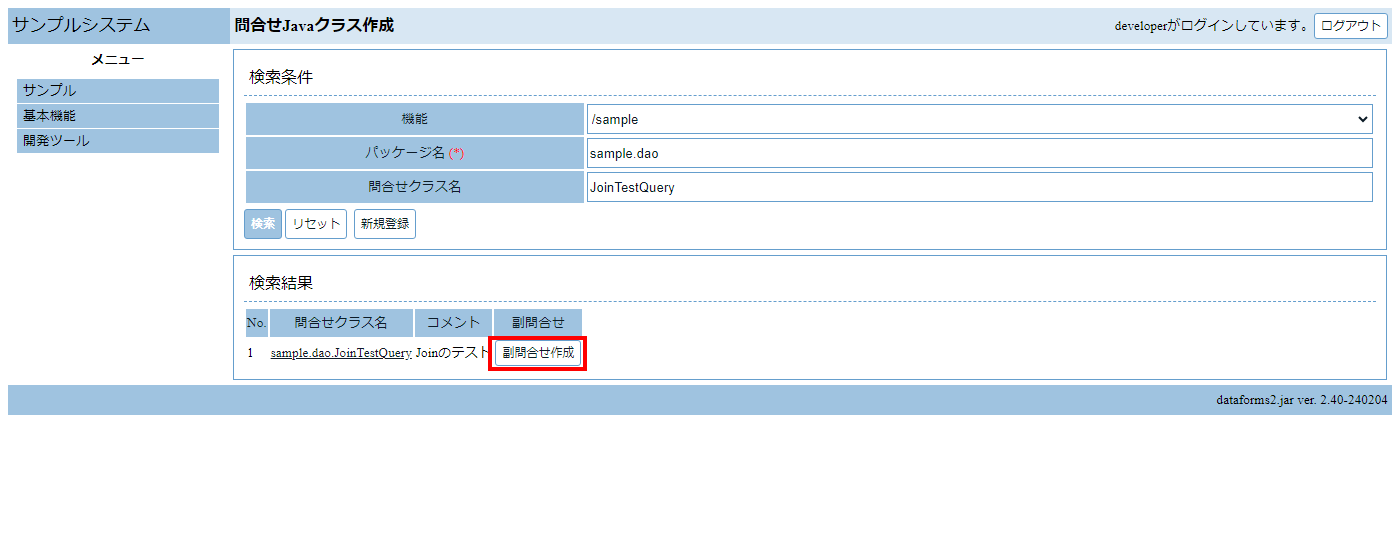 サンプルシステム
問合せJavaクラス作成
developerがログインしています。 ログアウト
メニュー
サンプル
基本機能
開発ツール
検索条件
機能 /sample
パッケージ名 (*) sample.dao
問合せクラス名 JoinTestQuery
検索 リセット 新規登録
検索結果
No. 問合せクラス名 コメント 副問合せ
1 sample.dao.JoinTestQuery Joinのテスト 副問合せ作成
dataforms2.jar ver. 2.40-240204